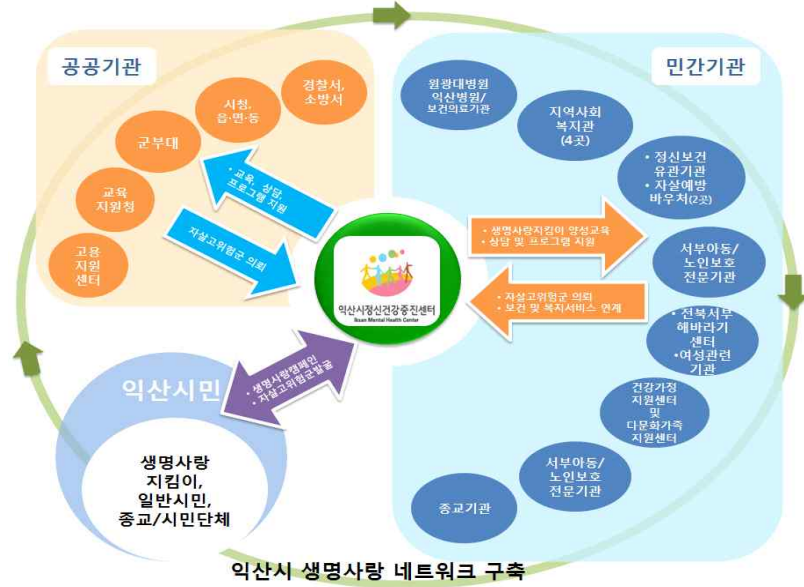 공공기관
경찰서,
소방서
시청,
읍·면·동
군부대
교육
지원청
고용
지원
센터
• 교육, 상담,
프로그램 지원
자살고위험군 의뢰
익산시정신건강증진센터
Iksan Mental Health Center
민간기관
원광대병원
익산병원/
보건의료기관
지역사회
복지관
(4곳)
• 정신보건
유관기관
• 자살예방
바우처(2곳)
• 생명사랑지킴이 양성교육
• 상담 및 프로그램 지원
서부아동/
노인보호
전문기관
• 자살고위험군 의뢰
• 보건 및 복지서비스 연계
• 전북서부
해바라기
센터
•여성관련
기관
건강가정
지원센터
및
다문화가족
지원센터
서부아동/
노인보호
전문기관
종교기관
익산시민
• 생명사랑캠페인
• 자살고위험군발굴
생명사랑
지킴이,
일반시민,
종교/시민단체
익산시 생명사랑 네트워크 구축